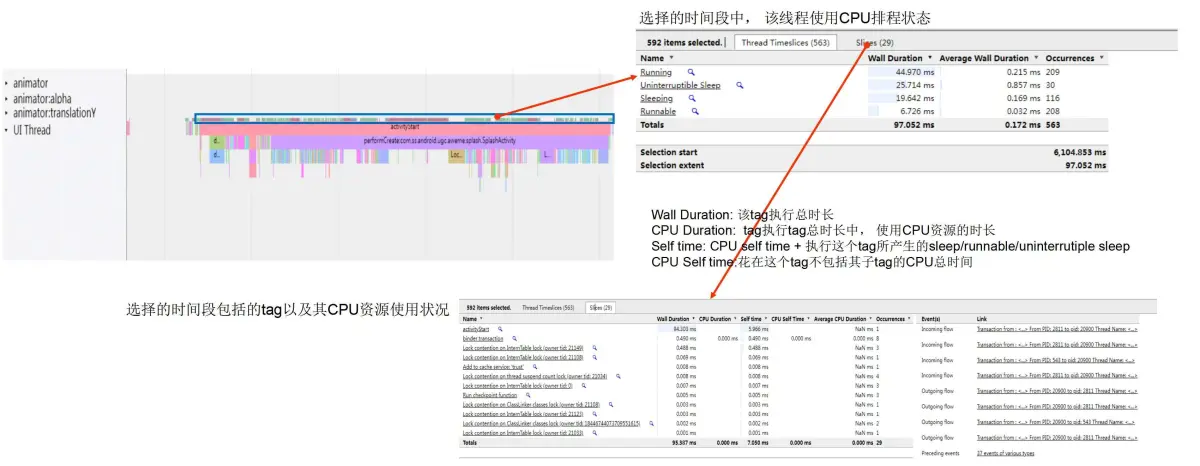 选择的时间段中， 该线程使用CPU排程状态
592 items selected. Thread Timeslices (563) Slices (29)
Name Wall Duration Average Wall Duration Occurrences
Running 44.970 ms 0.215 ms 209
Uninterruptible Sleep 25.714 ms 0.857 ms 30
Sleeping 19.642 ms 0.169 ms 116
Runnable 6.726 ms 0.032 ms 208
Totals 97.052 ms 0.172 ms 563
Selection start 6,104.853 ms
Selection extent 97.052 ms
animator
animator:alpha
animator:translationY
UI Thread
activityStart
performCreate:com.ss.android.ugc.aweme.splash.SplashActivity
d...
d...
Loc...
L...
Wall Duration: 该tag执行总时长
CPU Duration: tag执行tag总时长中， 使用CPU资源的时长
Self time: CPU self time + 执行这个tag所产生的sleep/runnable/uninterrutiple sleep
CPU Self time:花在这个tag不包括其子tag的CPU总时间
选择的时间段包括的tag以及其CPU资源使用状况
592 items selected. Thread Timeslices (563) Slices (29)
Name Wall Duration CPU Duration Self time CPU Self Time Average CPU Duration Occurrences
activityStart 94.303 ms 5.966 ms NaN ms 1
binder transaction 0.490 ms 0.000 ms 0.490 ms 0.000 ms 0.000 ms 8
Lock contention on InternTable lock (owner tid: 21149) 0.488 ms 0.488 ms NaN ms 3
Lock contention on InternTable lock (owner tid: 21108) 0.069 ms 0.069 ms NaN ms 1
Add to cache service: 'trust' 0.008 ms 0.008 ms NaN ms 1
Lock contention on thread suspend count lock (owner tid: 21034) 0.008 ms 0.008 ms NaN ms 4
Lock contention on InternTable lock (owner tid: 0) 0.007 ms 0.007 ms NaN ms 3
Run checkpoint function 0.005 ms 0.005 ms NaN ms 3
Lock contention on ClassLinker classes lock (owner tid: 21108) 0.003 ms 0.003 ms NaN ms 1
Lock contention on InternTable lock (owner tid: 21123) 0.003 ms 0.003 ms NaN ms 1
Lock contention on ClassLinker classes lock (owner tid: 18446744073709551615) 0.002 ms 0.002 ms NaN ms 2
Lock contention on InternTable lock (owner tid: 21033) 0.001 ms 0.001 ms NaN ms 1
Totals 95.387 ms 0.000 ms 7.050 ms 0.000 ms 0.000 ms 29
Event(s) Link
Incoming flow Transaction from : <...> From PID: 2811 to pid: 20900 Thread Name: <...>
Incoming flow Transaction from : <...> From PID: 2811 to pid: 20900 Thread Name: <...>
Incoming flow Transaction from : <...> From PID: 543 to pid: 20900 Thread Name: <...>
Incoming flow Transaction from : <...> From PID: 2811 to pid: 20900 Thread Name: <...>
Outgoing flow Transaction from : <...> From PID: 20900 to pid: 2811 Thread Name: <...>
Outgoing flow Transaction from : <...> From PID: 20900 to pid: 2811 Thread Name: <...>
Outgoing flow Transaction from : <...> From PID: 20900 to pid: 543 Thread Name: <...>
Outgoing flow Transaction from : <...> From PID: 20900 to pid: 2811 Thread Name: <...>
Preceding events 37 events of various types